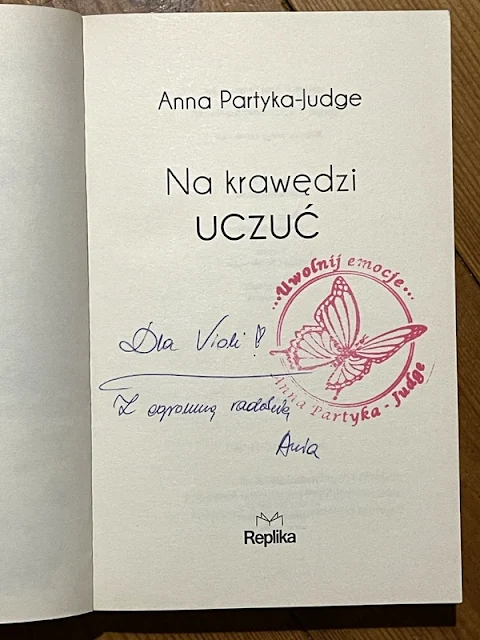 Anna Partyka-Judge
Na krawędzi
UCZUĆ
...Uwolnij emocje...
Anna Partyka - Judge
Dla Violi!
Z ogromną radością
Ania
Replika